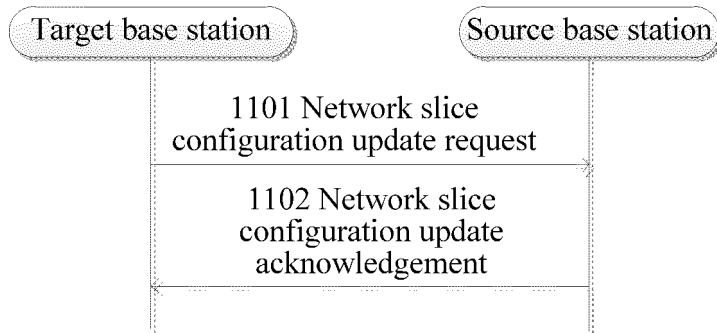 Target base station
Source base station
1101 Network slice
configuration update request
1102 Network slice
configuration update
acknowledgement